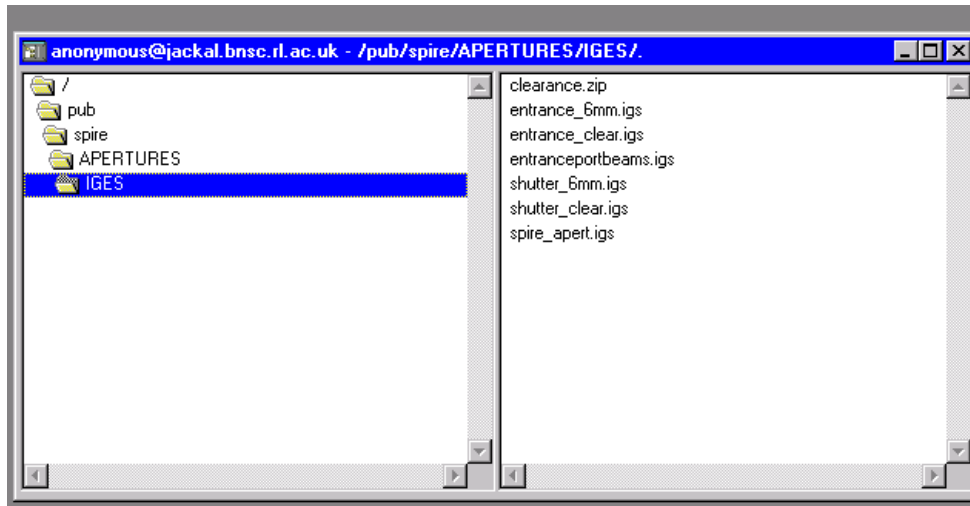 anonymous@jackal.bnsc.rl.ac.uk - /pub/spire/APERTURES/IGES/.
/
pub
spire
APERTURES
IGES
clearance.zip
entrance_6mm.igs
entrance_clear.igs
entranceportbeams.igs
shutter_6mm.igs
shutter_clear.igs
spire_apert.igs